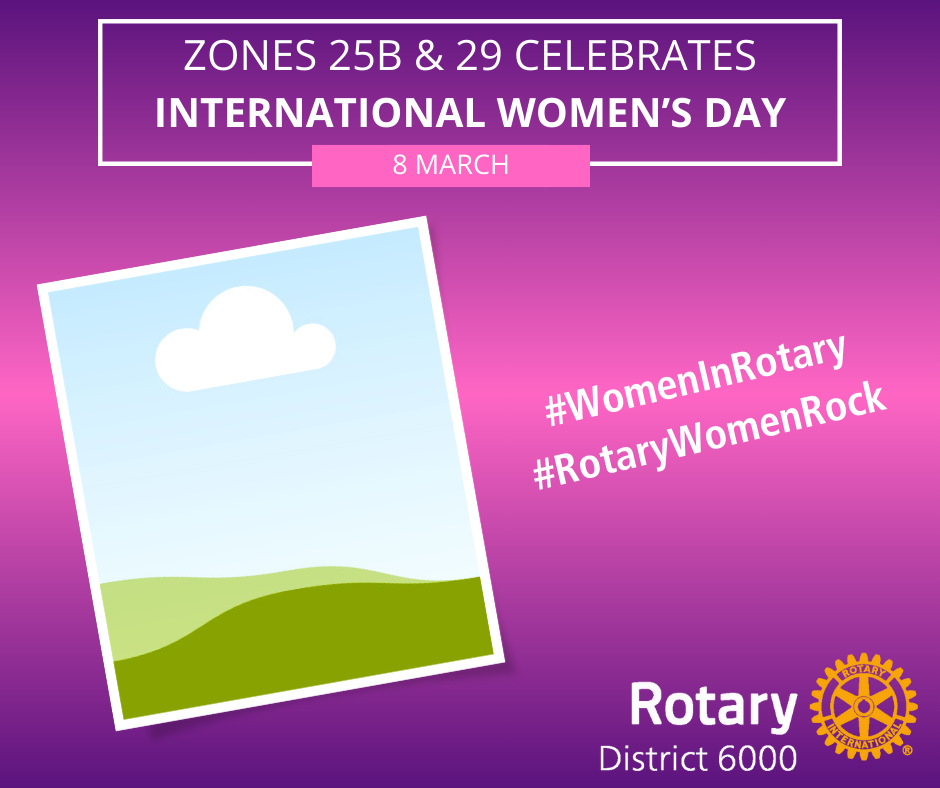 ZONES 25B & 29 CELEBRATES
INTERNATIONAL WOMEN’S DAY
8 MARCH
#WomenInRotary
#RotaryWomenRock
Rotary
District 6000
ROTARY
INTERNATIONAL
®